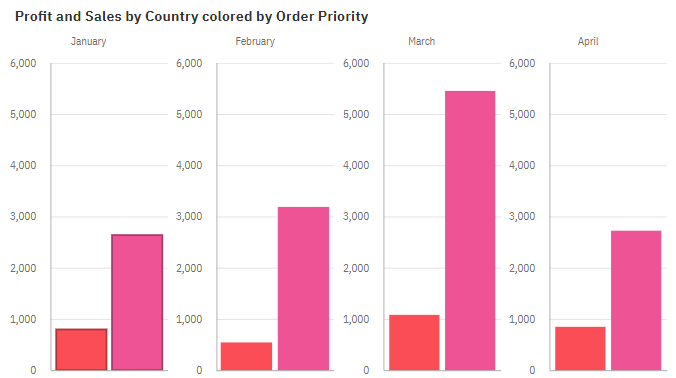 Profit and Sales by Country colored by Order Priority
January February March April
6,000 6,000 6,000 6,000
5,000 5,000 5,000 5,000
4,000 4,000 4,000 4,000
3,000 3,000 3,000 3,000
2,000 2,000 2,000 2,000
1,000 1,000 1,000 1,000
0 0 0 0